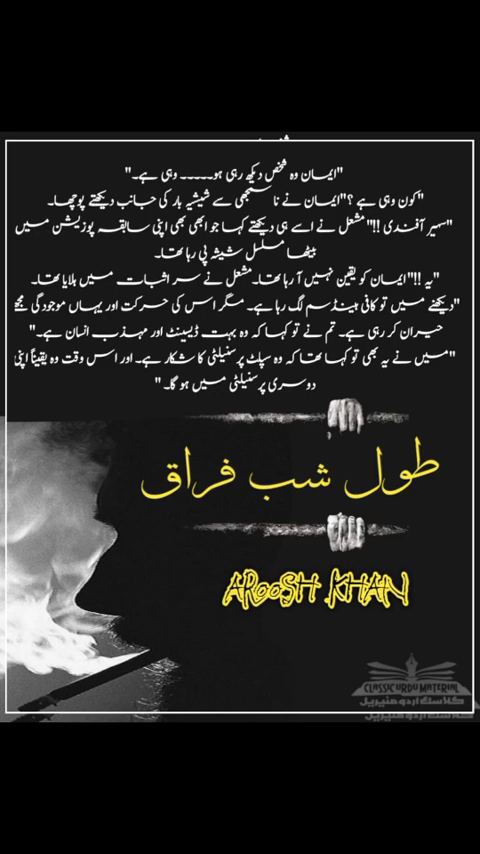 "ایمان وہ شخص دیکھ رہی ہو۔۔۔۔۔ وہی ہے۔"
"کون وہی ہے ؟" ایمان نے ناسمجھی سے شیشہ بار کی جانب دیکھتے پوچھا۔
"سمیر آفندی !!" مشعل نے اسے ہی دیکھتے کہا جو ابھی بھی اپنی سابقہ پوزیشن میں
بیٹھا مسلسل شیشہ پی رہا تھا۔
"یہ !!" ایمان کو یقین نہیں آ رہا تھا۔ مشعل نے سر اثبات میں ہلایا تھا۔
"دیکھنے میں تو کافی ہینڈسم لگ رہا ہے۔ مگر اس کی حرکت اور یہاں موجودگی مجھے
حیران کر رہی ہے۔ تم نے تو کہا کہ وہ بہت ڈیسینٹ اور مہذب انسان ہے۔"
"میں نے یہ بھی تو کہا تھا کہ وہ سپلٹ پرسنیلٹی کا شکار ہے۔ اور اس وقت وہ یقیناً اپنی
دوسری پرسنیلٹی میں ہو گا۔"
طول شب فراق
AROOSH KHAN
CLASSIC URDU MATERIAL
کلاسک اردو مٹیریل